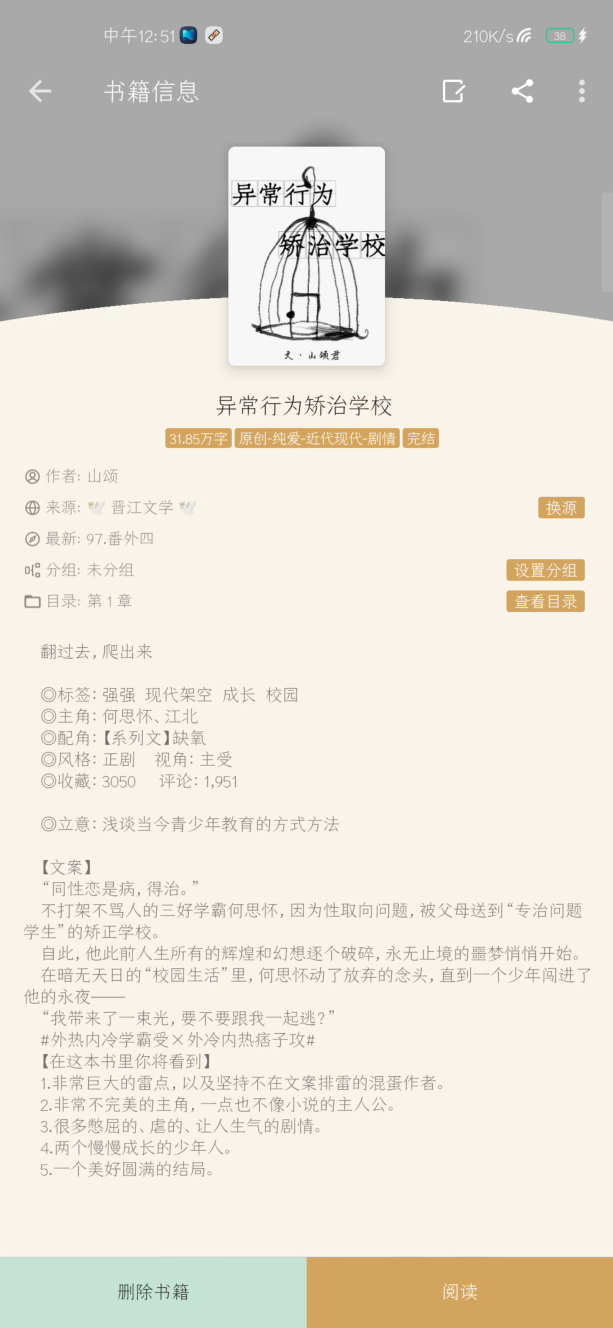 中午12:51
210K/s
38
书籍信息
异常行为
矫治学校
文·山颂君
异常行为矫治学校
31.85万字 原创-纯爱-近代现代-剧情 完结
作者: 山颂
来源: 🕊️ 晋江文学 🕊️ 换源
最新: 97.番外四
分组: 未分组 设置分组
目录: 第 1 章 查看目录
翻过去, 爬出来
◎标签: 强强 现代架空 成长 校园
◎主角: 何思怀、江北
◎配角:【系列文】缺氧
◎风格: 正剧 视角: 主受
◎收藏: 3050 评论: 1,951
◎立意: 浅谈当今青少年教育的方式方法
【文案】
“同性恋是病, 得治。”
不打架不骂人的三好学霸何思怀, 因为性取向问题, 被父母送到“专治问题
学生”的矫正学校。
自此, 他此前人生所有的辉煌和幻想逐个破碎, 永无止境的噩梦悄悄开始。
在暗无天日的“校园生活”里, 何思怀动了放弃的念头, 直到一个少年闯进了
他的永夜——
“我带来了一束光, 要不要跟我一起逃?”
#外热内冷学霸受×外冷内热痞子攻#
【在这本书里你将看到】
1.非常巨大的雷点, 以及坚持不在文案排雷的混蛋作者。
2.非常不完美的主角, 一点也不像小说的主人公。
3.很多憋屈的、虐的、让人生气的剧情。
4.两个慢慢成长的少年人。
5.一个美好圆满的结局。
删除书籍
阅读